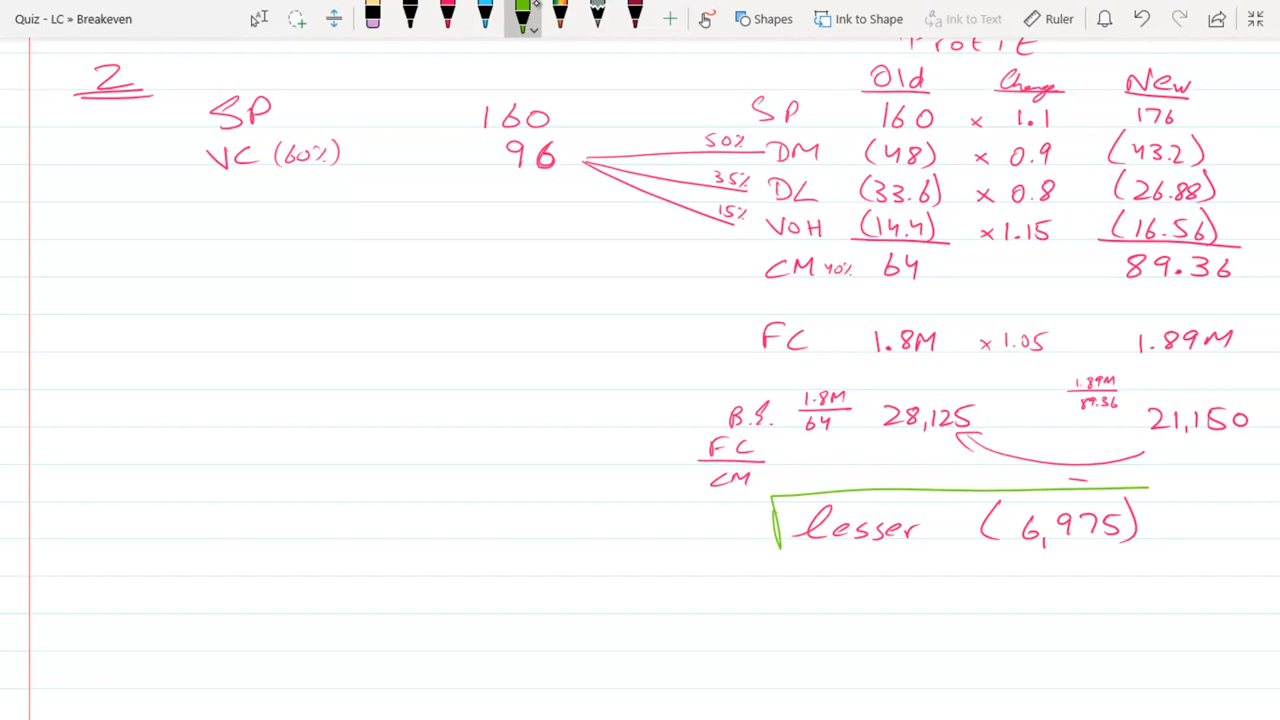 Quiz - LC » Breakeven
Shapes Ink to Shape Ink to Text Ruler
Profit
2 Old Change New
SP 160 SP 160 x 1.1 176
VC (60%) 96 50% DM (48) x 0.9 (43.2)
35% DL (33.6) x 0.8 (26.88)
15% VOH (14.4) x 1.15 (16.56)
CM 40% 64 89.36
FC 1.8M x 1.05 1.89M
B.S. 1.8M/64 28,125 1.89M/89.36 21,150
FC
CM —
lesser (6,975)